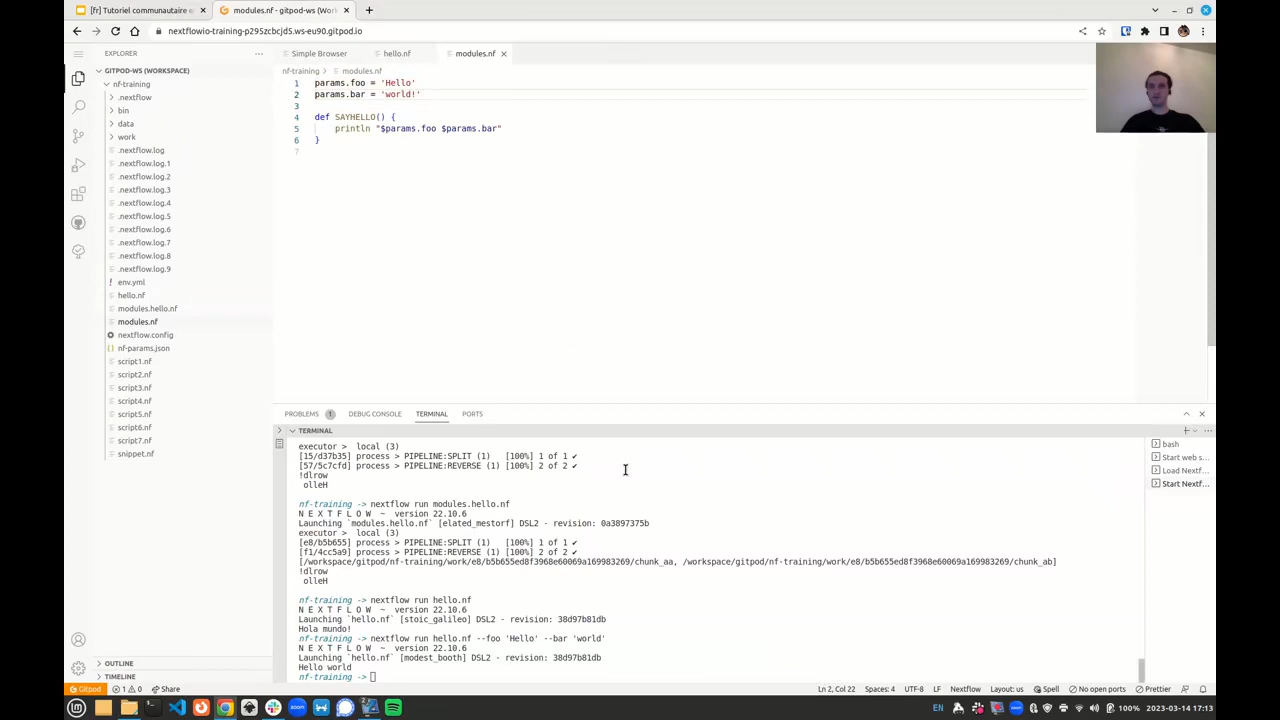 [fr] Tutoriel communautaire e
modules.nf - gitpod-ws (Wor
nextflowio-training-p295zcbcjd5.ws-eu90.gitpod.io
EXPLORER
GITPOD-WS (WORKSPACE)
nf-training
.nextflow
bin
data
work
.nextflow.log
.nextflow.log.1
.nextflow.log.2
.nextflow.log.3
.nextflow.log.4
.nextflow.log.5
.nextflow.log.6
.nextflow.log.7
.nextflow.log.8
.nextflow.log.9
! env.yml
hello.nf
modules.hello.nf
modules.nf
nextflow.config
{} nf-params.json
script1.nf
script2.nf
script3.nf
script4.nf
script5.nf
script6.nf
script7.nf
snippet.nf
OUTLINE
TIMELINE
Simple Browser
hello.nf
modules.nf
nf-training > modules.nf
1 params.foo = 'Hello'
2 params.bar = 'world!'
3
4 def SAYHELLO() {
5 println "$params.foo $params.bar"
6 }
7
PROBLEMS 1 DEBUG CONSOLE TERMINAL PORTS
TERMINAL
executor > local (3)
[15/d37b35] process > PIPELINE:SPLIT (1) [100%] 1 of 1 ✔
[57/5c7cfd] process > PIPELINE:REVERSE (1) [100%] 2 of 2 ✔
!dlrow
olleH
nf-training -> nextflow run modules.hello.nf
N E X T F L O W ~ version 22.10.6
Launching `modules.hello.nf` [elated_mestorf] DSL2 - revision: 0a3897375b
executor > local (3)
[e8/b5b655] process > PIPELINE:SPLIT (1) [100%] 1 of 1 ✔
[f1/4cc5a9] process > PIPELINE:REVERSE (1) [100%] 2 of 2 ✔
[/workspace/gitpod/nf-training/work/e8/b5b655ed8f3968e60069a169983269/chunk_aa, /workspace/gitpod/nf-training/work/e8/b5b655ed8f3968e60069a169983269/chunk_ab]
!dlrow
olleH
nf-training -> nextflow run hello.nf
N E X T F L O W ~ version 22.10.6
Launching `hello.nf` [stoic_galileo] DSL2 - revision: 38d97b81db
Hola mundo!
nf-training -> nextflow run hello.nf --foo 'Hello' --bar 'world'
N E X T F L O W ~ version 22.10.6
Launching `hello.nf` [modest_booth] DSL2 - revision: 38d97b81db
Hello world
nf-training ->
bash
Start web s...
Load Nextf...
Start Nextf...
Gitpod 1 0 Share
Ln 2, Col 22 Spaces: 4 UTF-8 LF Nextflow Layout: us Spell No open ports Prettier
EN 100% 2023-03-14 17:13